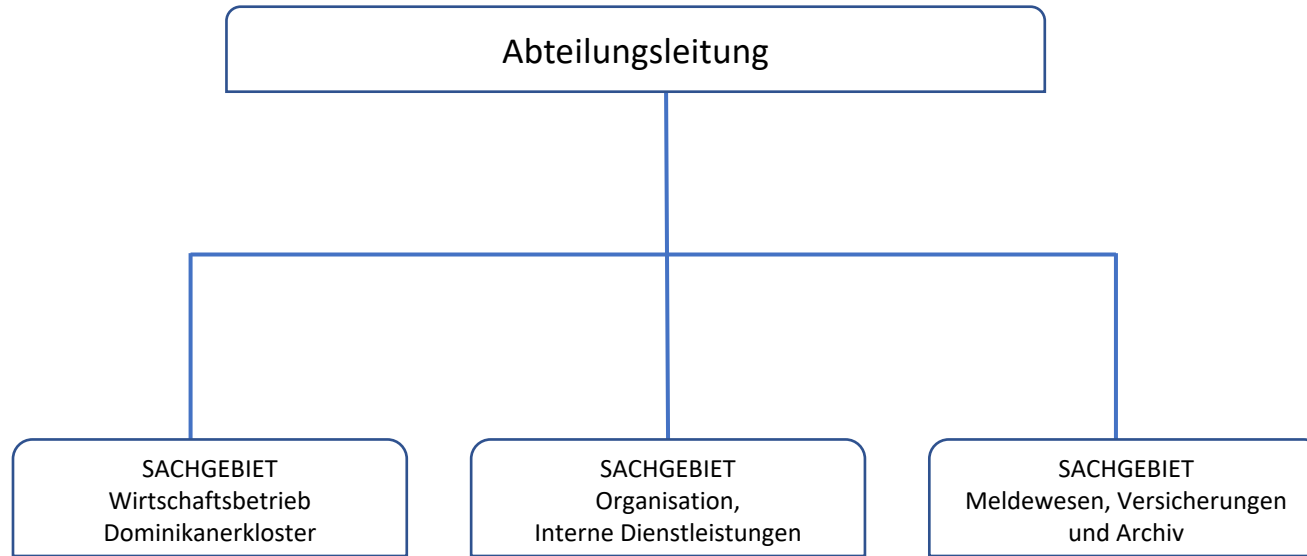 Abteilungsleitung
SACHGEBIET
Wirtschaftsbetrieb
Dominikanerkloster
SACHGEBIET
Organisation,
Interne Dienstleistungen
SACHGEBIET
Meldewesen, Versicherungen
und Archiv